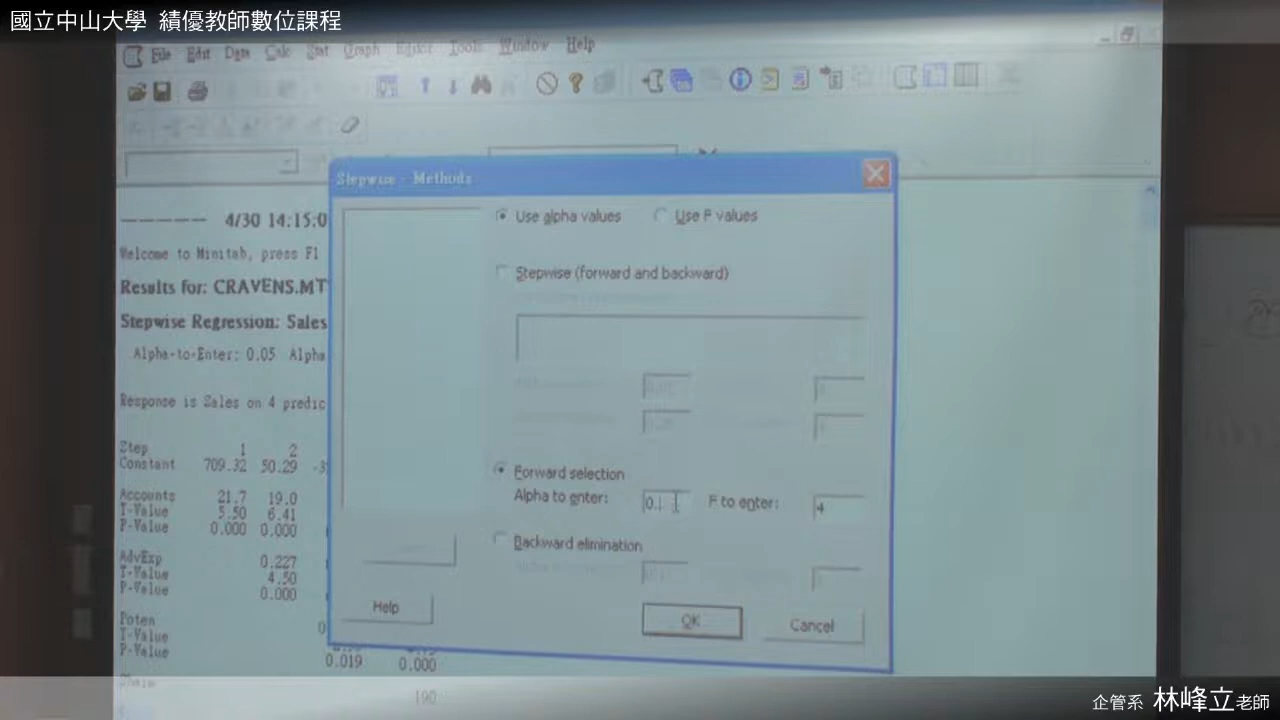 國立中山大學 績優教師數位課程
File Edit Data Calc Stat Graph Editor Tools Window Help
Stepwise - Methods
Use alpha values
Use F values
Stepwise (forward and backward)
4/30 14:15:0
Welcome to Minitab, press F1
Results for: CRAVENS.MT
Stepwise Regression: Sales
Alpha-to-Enter: 0.05 Alpha
Response is Sales on 4 predic
Step 1 2
Constant 709.32 50.29
Accounts 21.7 19.0
T-Value 5.50 6.41
P-Value 0.000 0.000
AdvExp 0.227
T-Value 4.50
P-Value 0.000
Poten
T-Value
P-Value
0.019 0.000
190
Forward selection
Alpha to enter:
F to enter: 4
Backward elimination
Help
OK
Cancel
企管系 林峰立老師